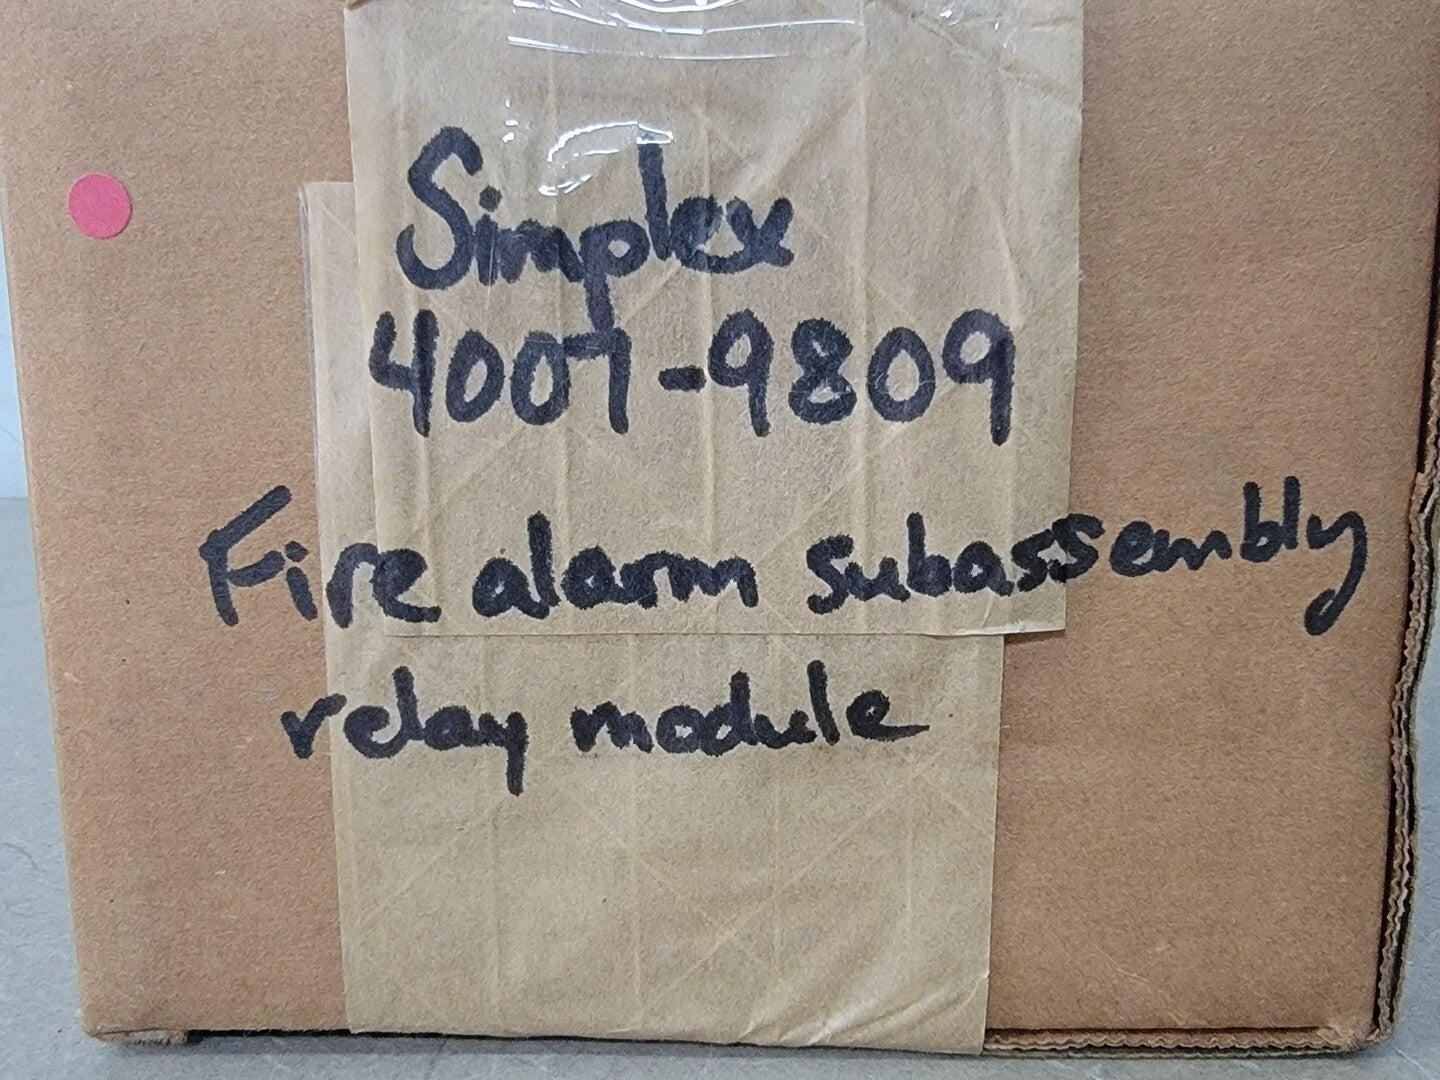 Simplex
4007-9809
Fire alarm subassembly
relay module